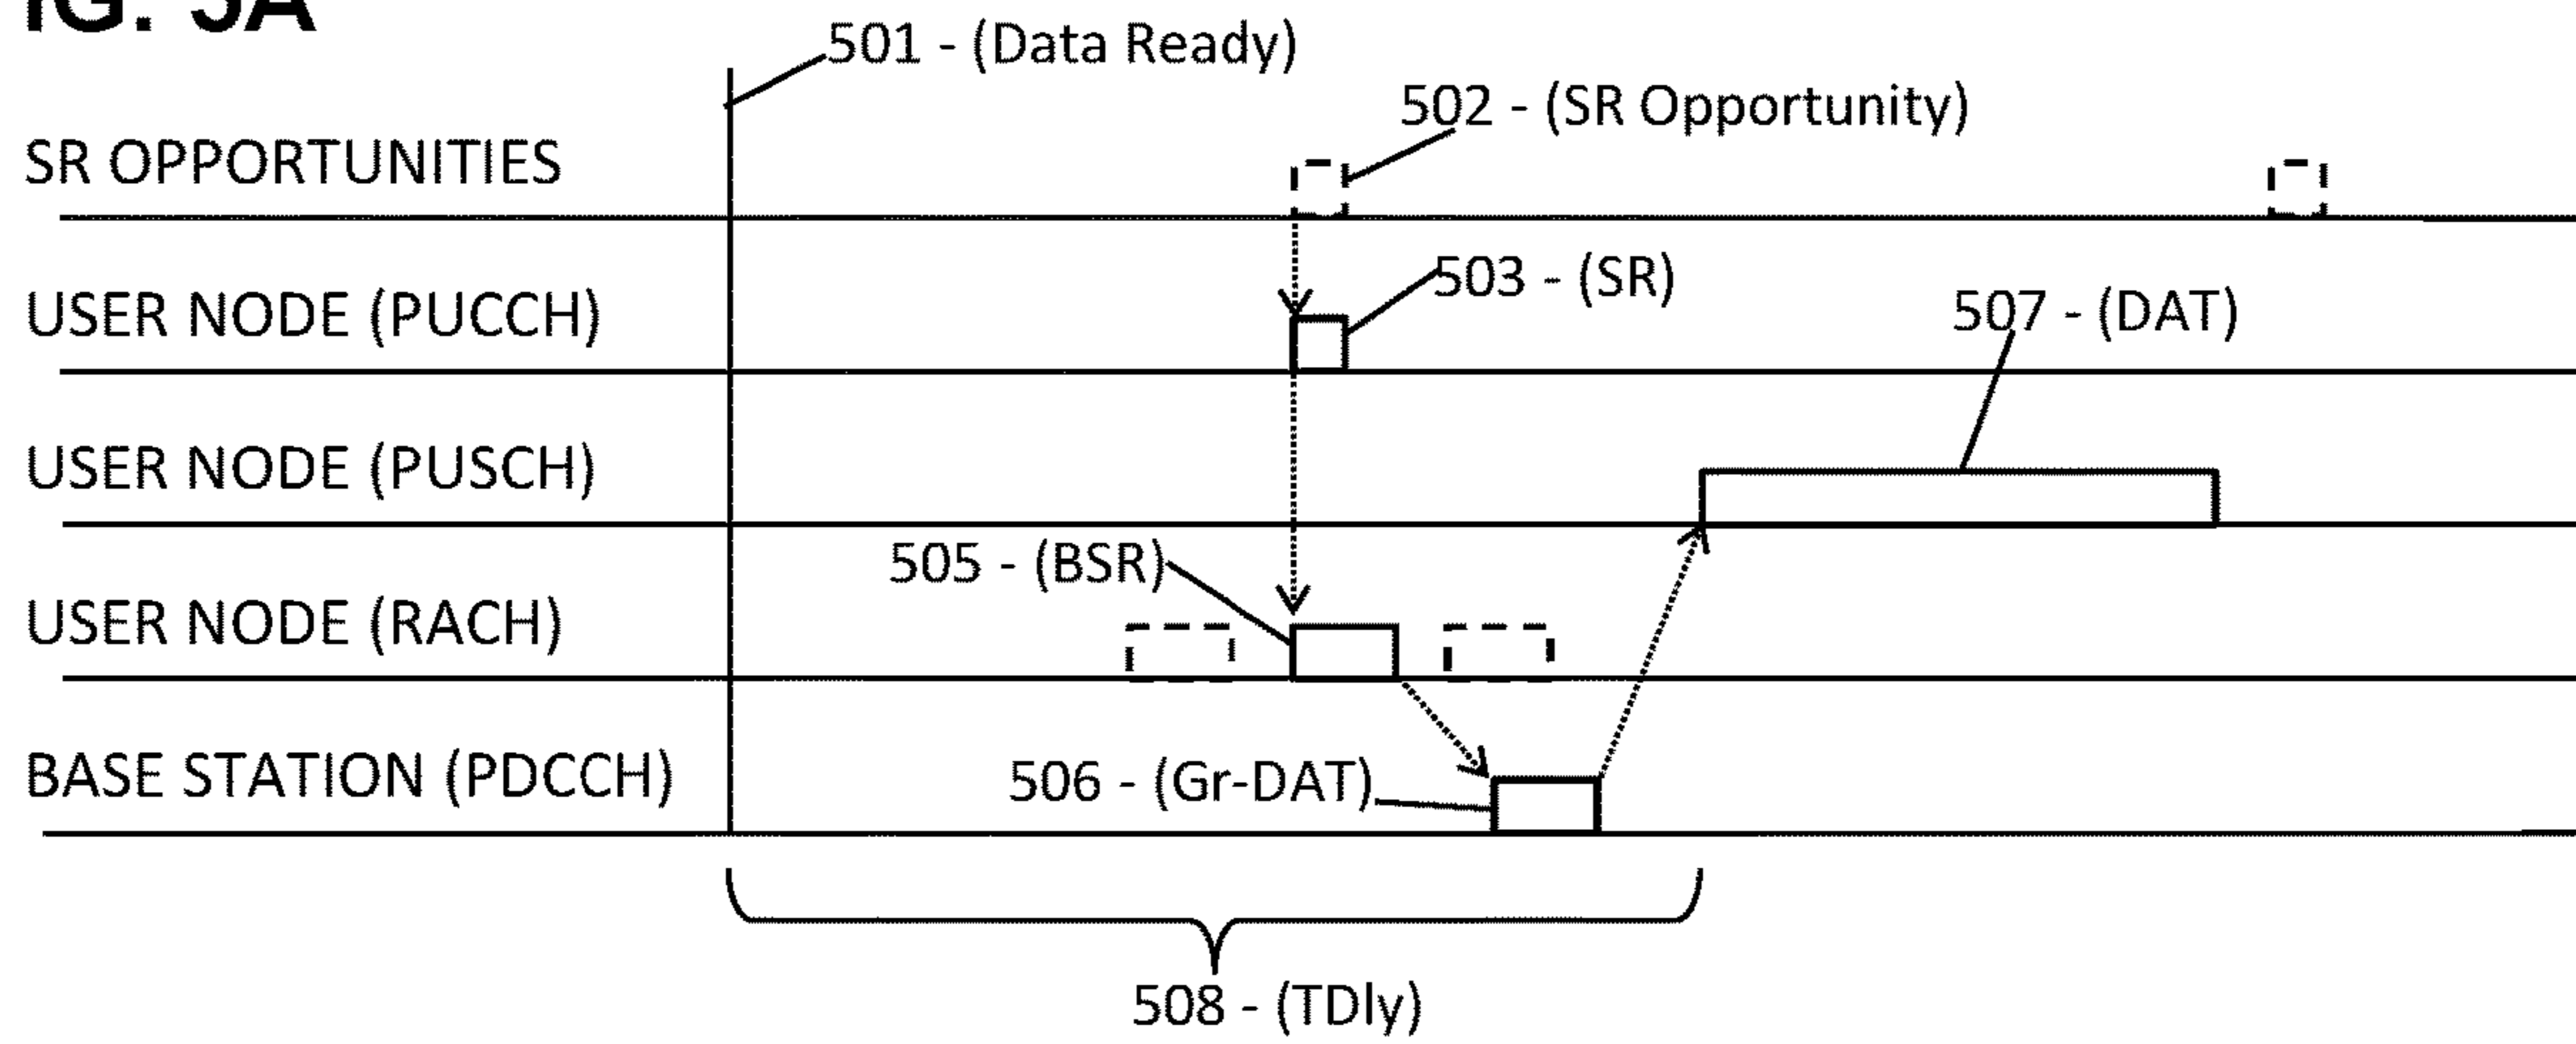 IG. 5A
501 - (Data Ready)
502 - (SR Opportunity)
SR OPPORTUNITIES
503 - (SR)
USER NODE (PUCCH)
507 - (DAT)
USER NODE (PUSCH)
505 - (BSR)
USER NODE (RACH)
506 - (Gr-DAT)
BASE STATION (PDCCH)
508 - (TDly)